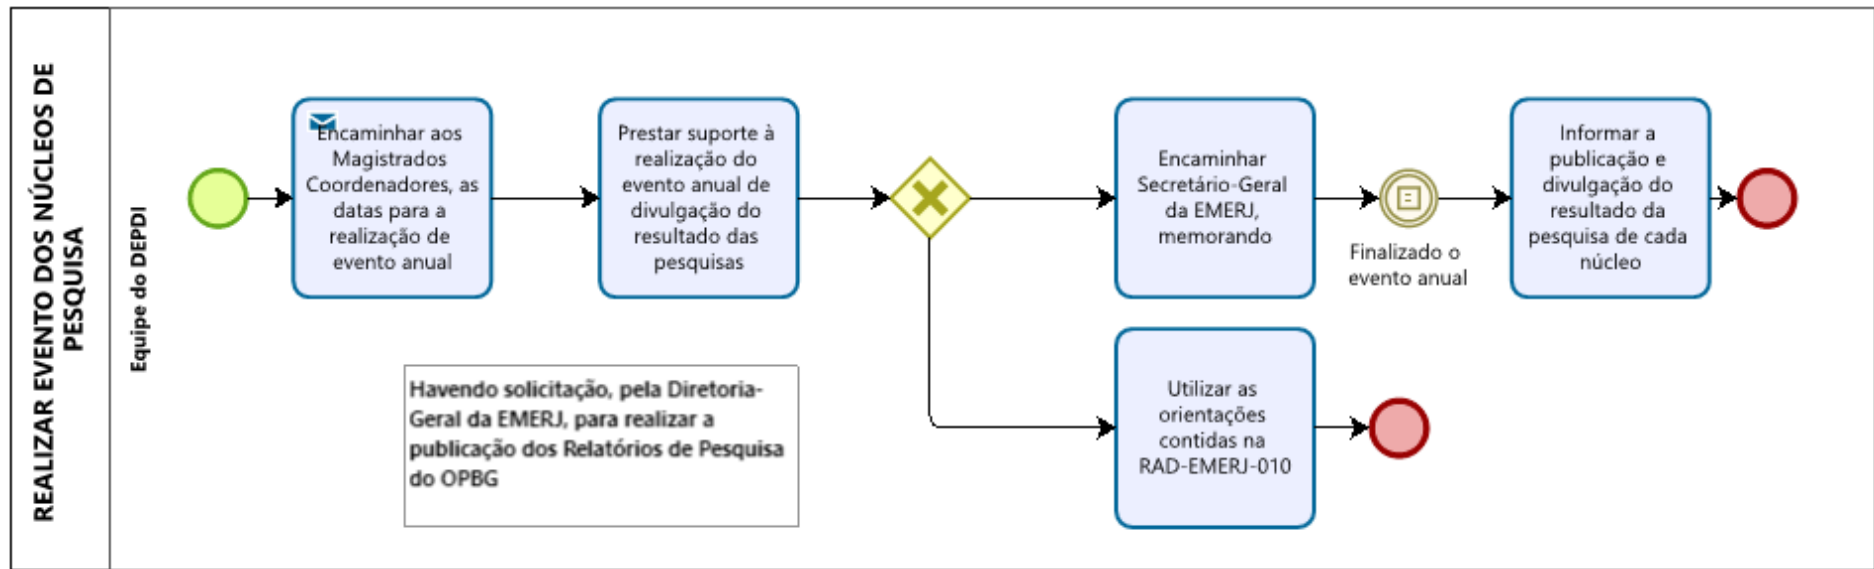 REALIZAR EVENTO DOS NÚCLEOS DE
PESQUISA
Equipe do DEPDI
Encaminhar aos
Magistrados
Coordenadores, as
datas para a
realização de
evento anual
Prestar suporte à
realização do
evento anual de
divulgação do
resultado das
pesquisas
Encaminhar
Secretário-Geral
da EMERJ,
memorando
Finalizado o
evento anual
Informar a
publicação e
divulgação do
resultado da
pesquisa de cada
núcleo
Havendo solicitação, pela Diretoria-
Geral da EMERJ, para realizar a
publicação dos Relatórios de Pesquisa
do OPBG
Utilizar as
orientações
contidas na
RAD-EMERJ-010